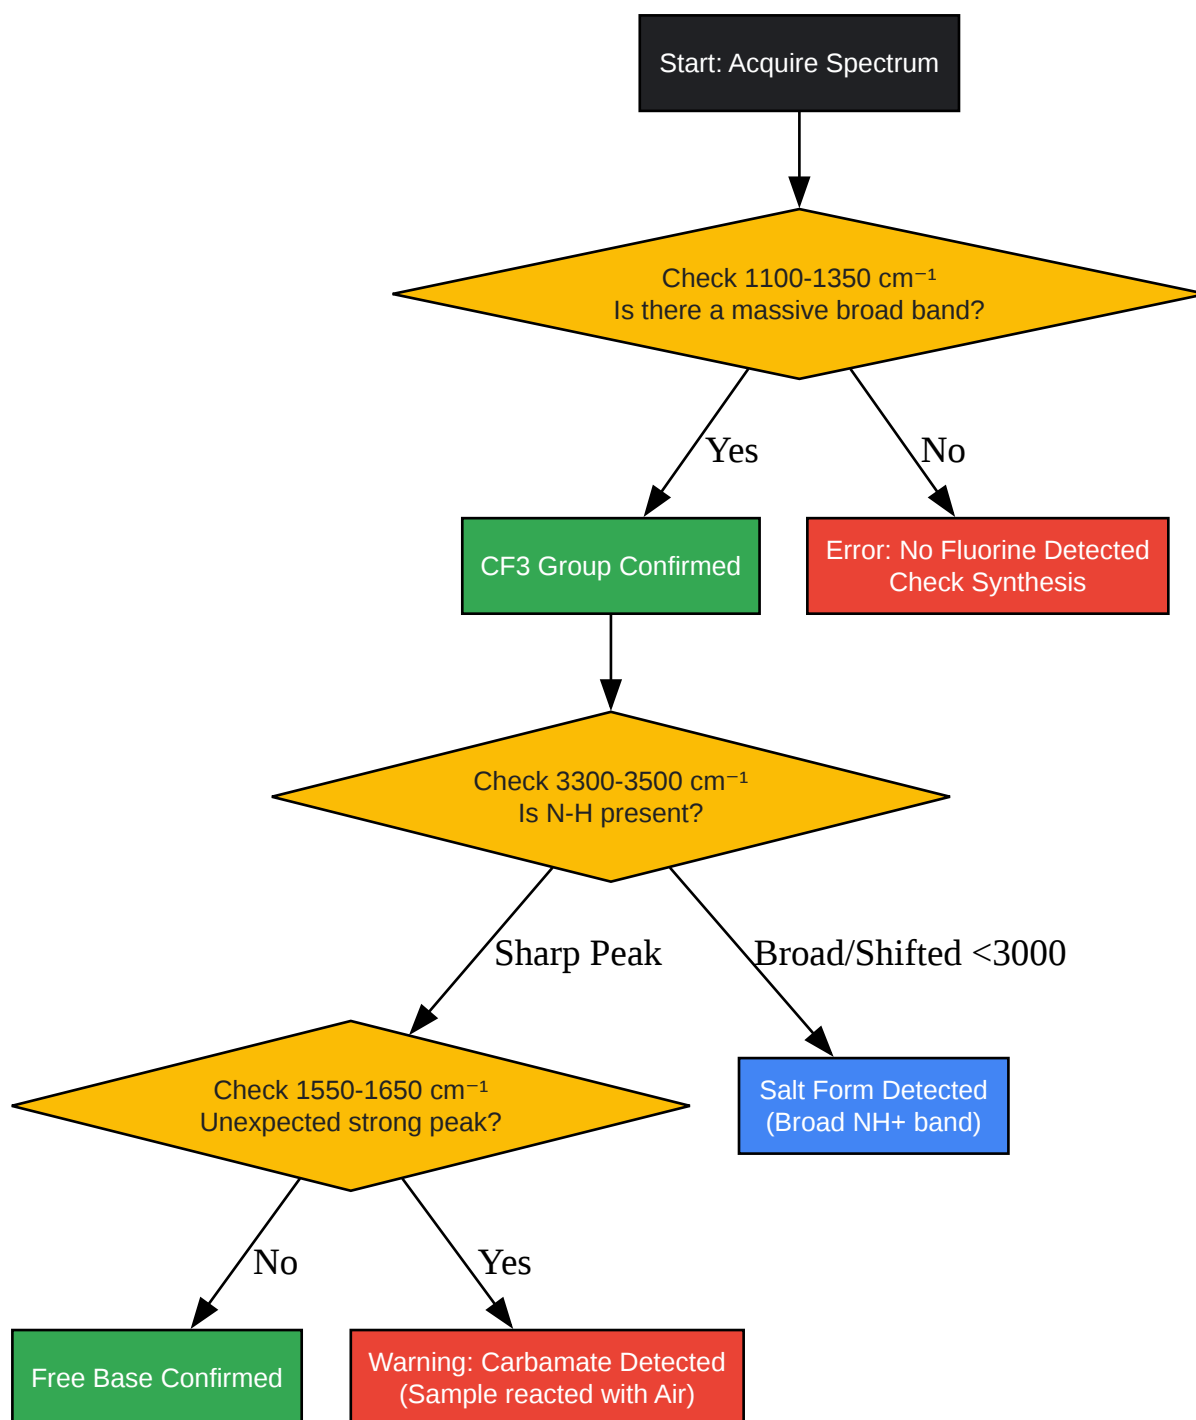 Start: Acquire Spectrum
Check 1100-1350 cm⁻¹
Is there a massive broad band?
Yes
No
CF3 Group Confirmed
Error: No Fluorine Detected
Check Synthesis
Check 3300-3500 cm⁻¹
Is N-H present?
Sharp Peak
Broad/Shifted <3000
Check 1550-1650 cm⁻¹
Unexpected strong peak?
Salt Form Detected
(Broad NH+ band)
No
Yes
Free Base Confirmed
Warning: Carbamate Detected
(Sample reacted with Air)